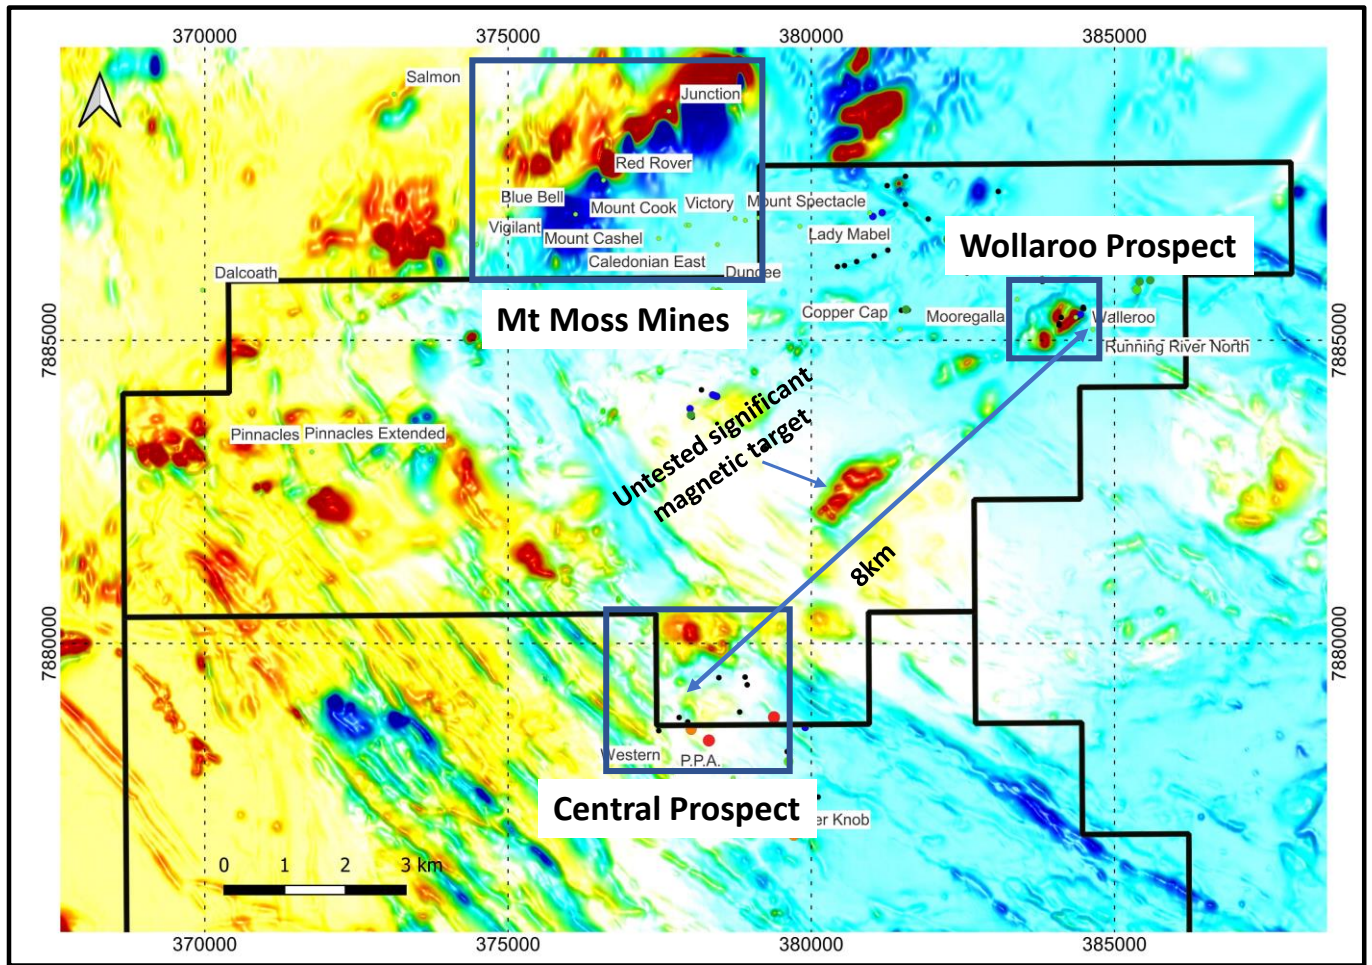 370000
375000
380000
385000
Salmon
Junction
Red Rover
Blue Bell
Mount Cook
Victory
Mount Spectacle
Vigilant
Mount Cashel
Lady Mabel
Wollaroo Prospect
Caledonian East
Dundee
Dalcoath
Mt Moss Mines
Copper Cap
Mooregalla
Walleroo
Running River North
7885000
7885000
Untested significant
magnetic target
Pinnacles
Pinnacles Extended
8km
7880000
7880000
Western
P.P.A.
Central Prospect
er Knob
0 1 2 3 km
370000
375000
380000
385000